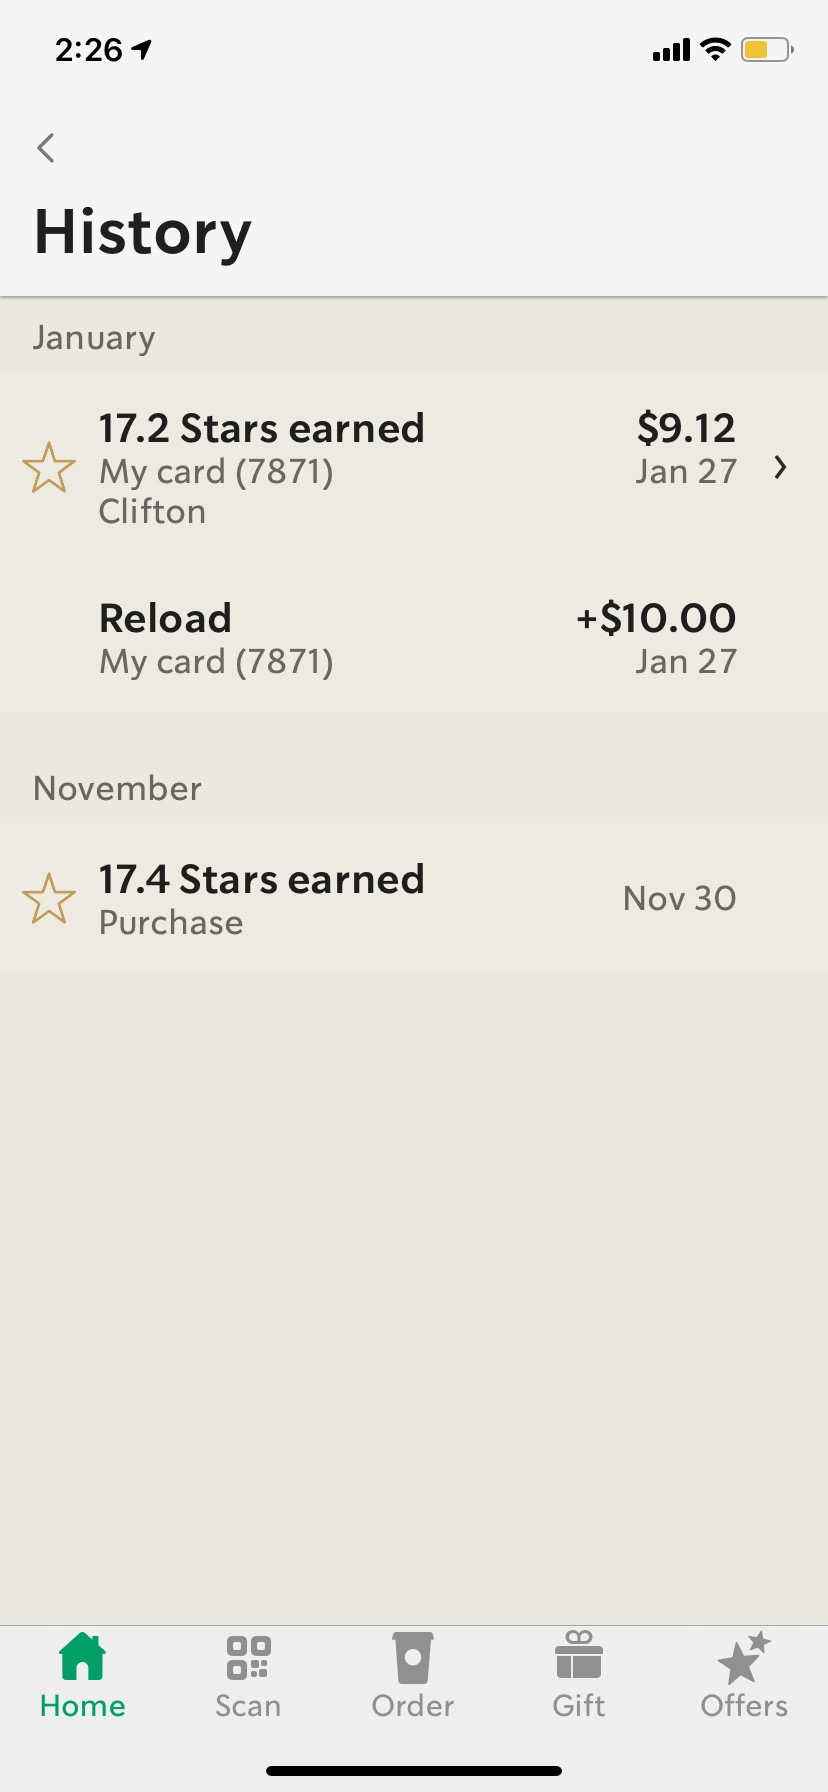 2:26
History
January
17.2 Stars earned $9.12
My card (7871) Jan 27
Clifton
Reload +$10.00
My card (7871) Jan 27
November
17.4 Stars earned
Purchase
Nov 30
Home Scan Order Gift Offers